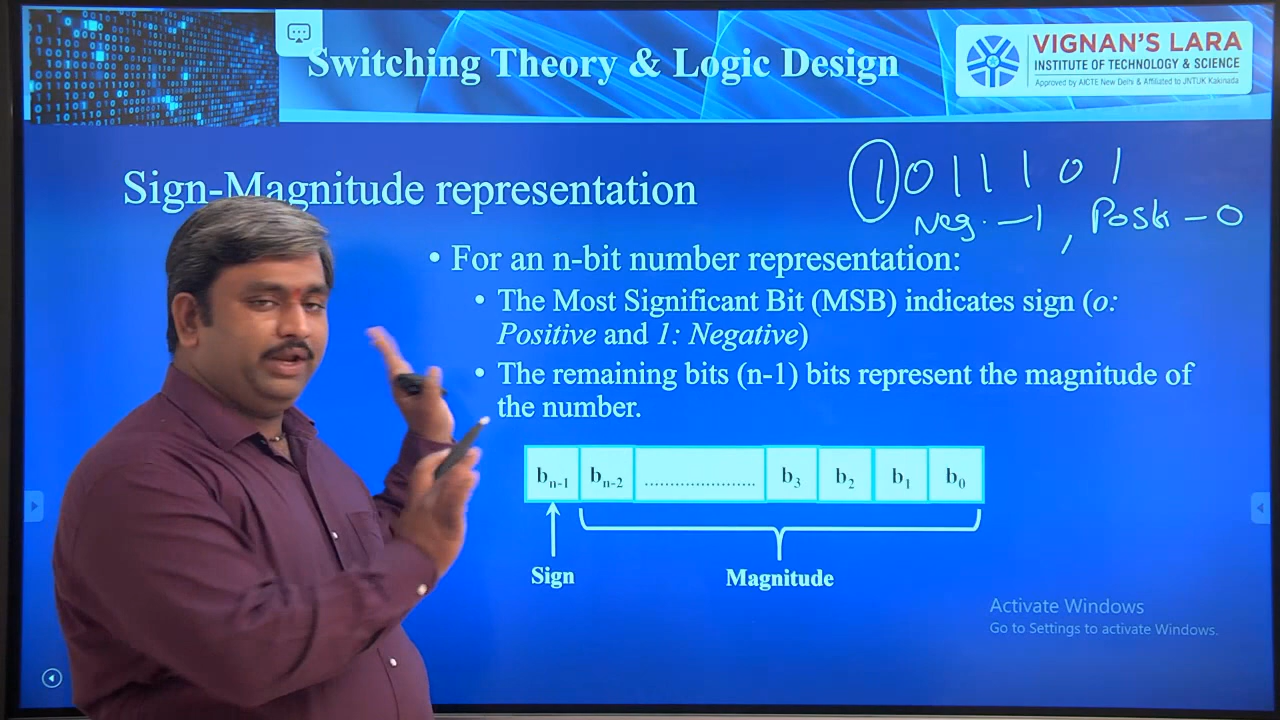 Switching Theory & Logic Design
VIGNAN'S LARA
INSTITUTE OF TECHNOLOGY & SCIENCE
Approved by AICTE New Delhi & Affiliated to JNTUK Kakinada
Sign-Magnitude representation
1011101
Neg. - 1, Posti - 0
• For an n-bit number representation:
• The Most Significant Bit (MSB) indicates sign (0:
Positive and 1: Negative)
• The remaining bits (n-1) bits represent the magnitude of
the number.
bn-1 bn-2 ..................... b3 b2 b1 b0
Sign Magnitude
Activate Windows
Go to Settings to activate Windows.